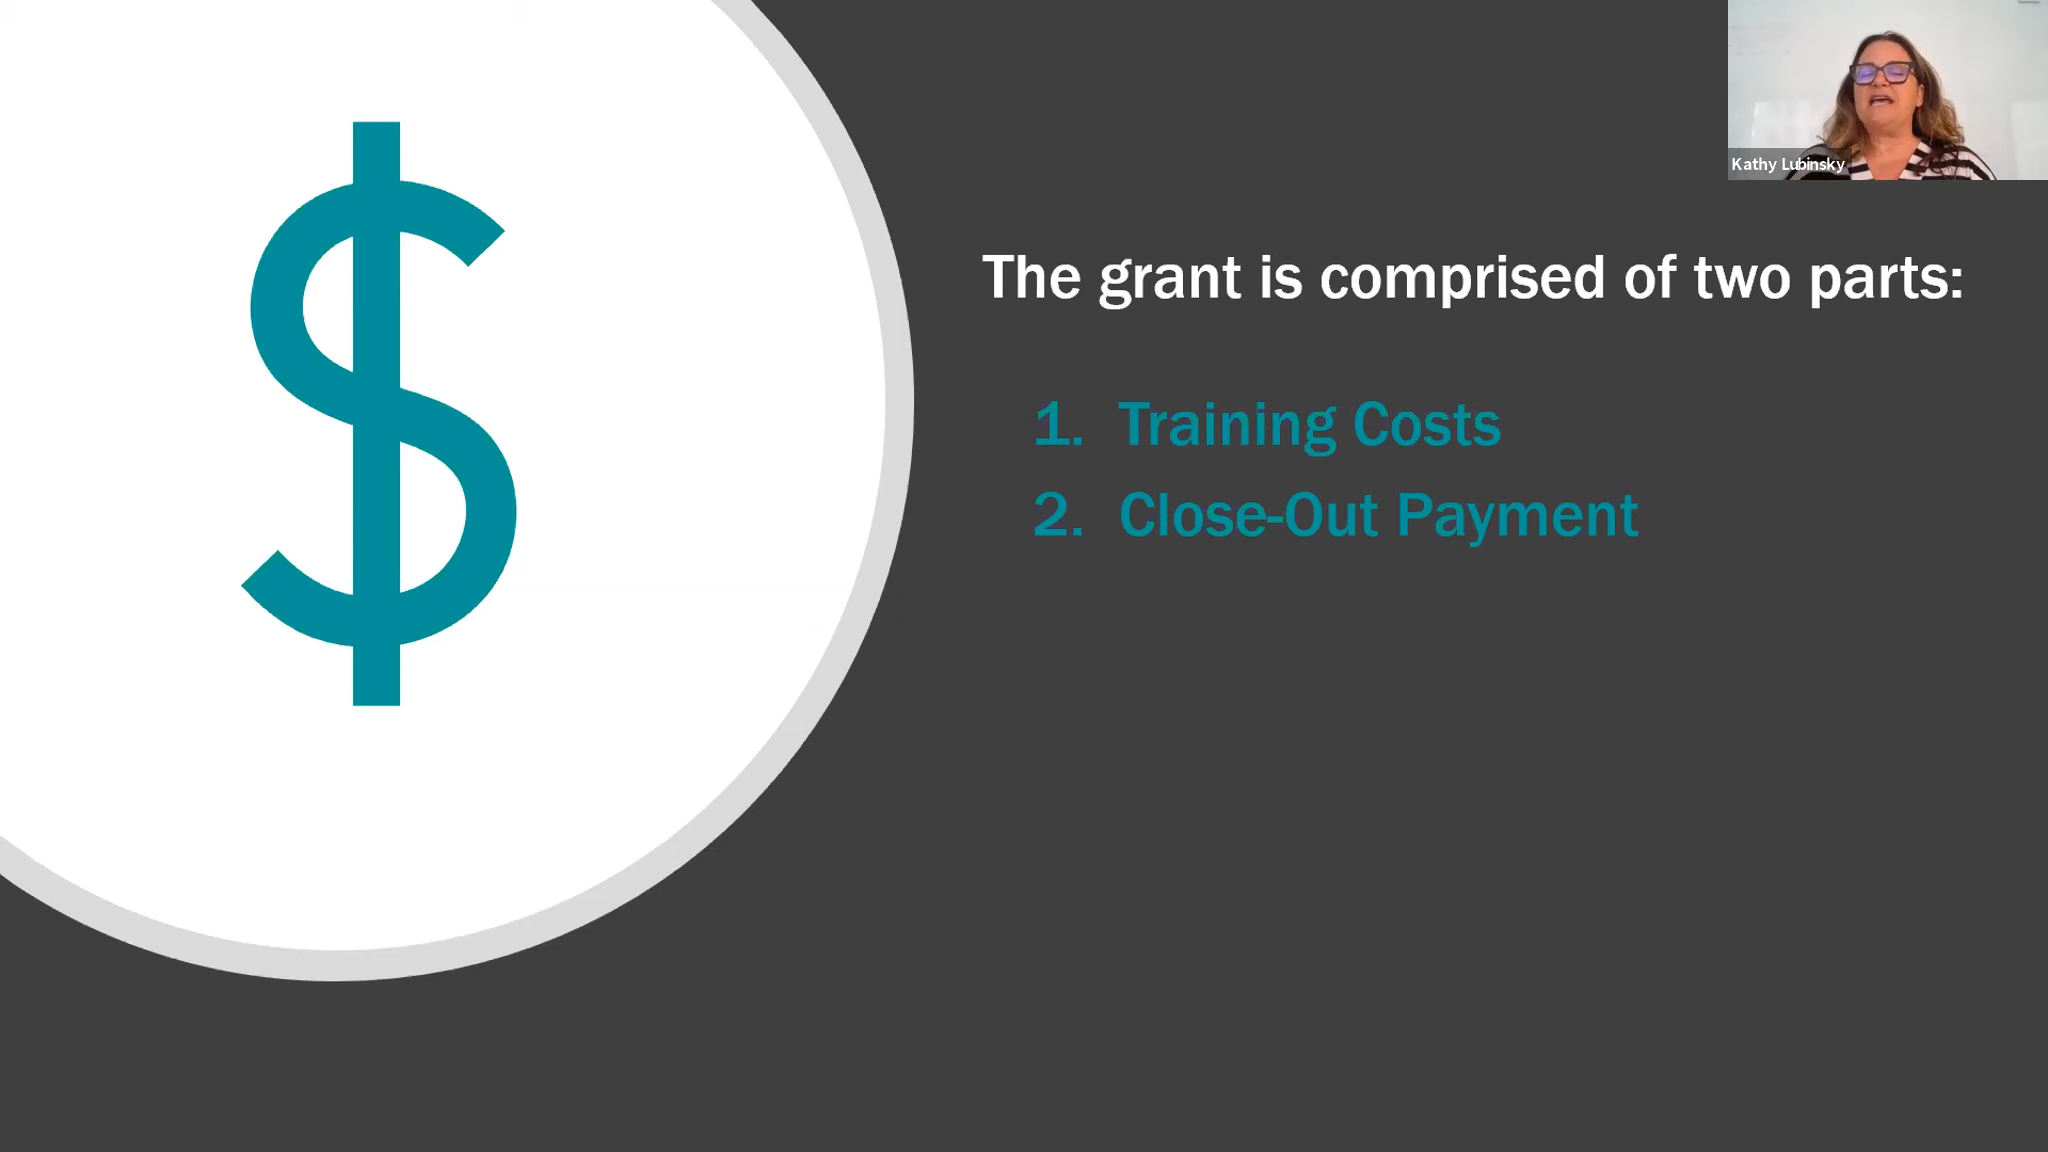 Kathy Lubinsky
The grant is comprised of two parts:
1. Training Costs
2. Close-Out Payment